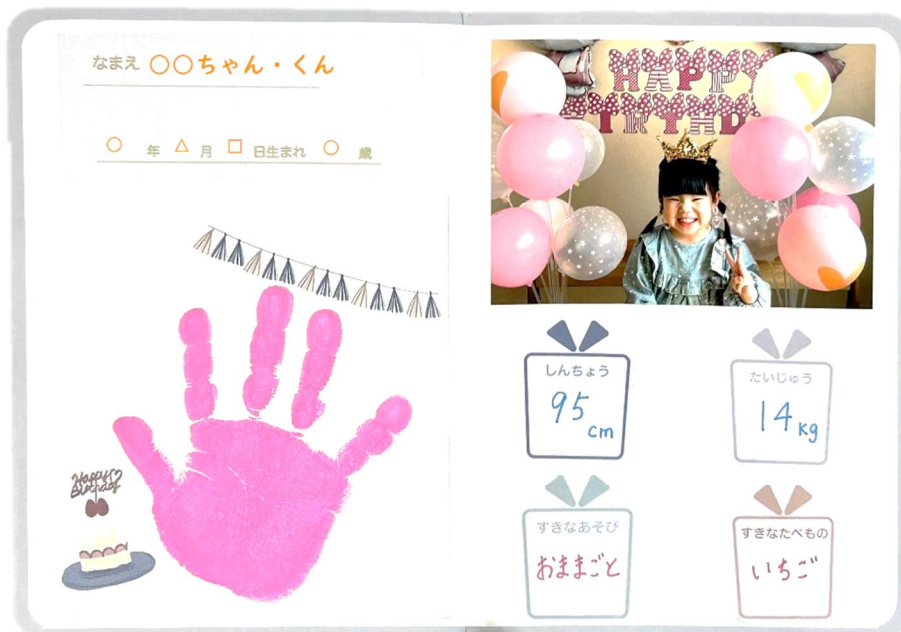 なまえ ○○ちゃん・くん
○ 年 △ 月 □ 日生まれ ○ 歳
Happy
Birthday
HAPPY
BIRTHD
しんちょう
95 cm
たいじゅう
14 kg
すきなあそび
おままごと
すきなたべもの
いちご